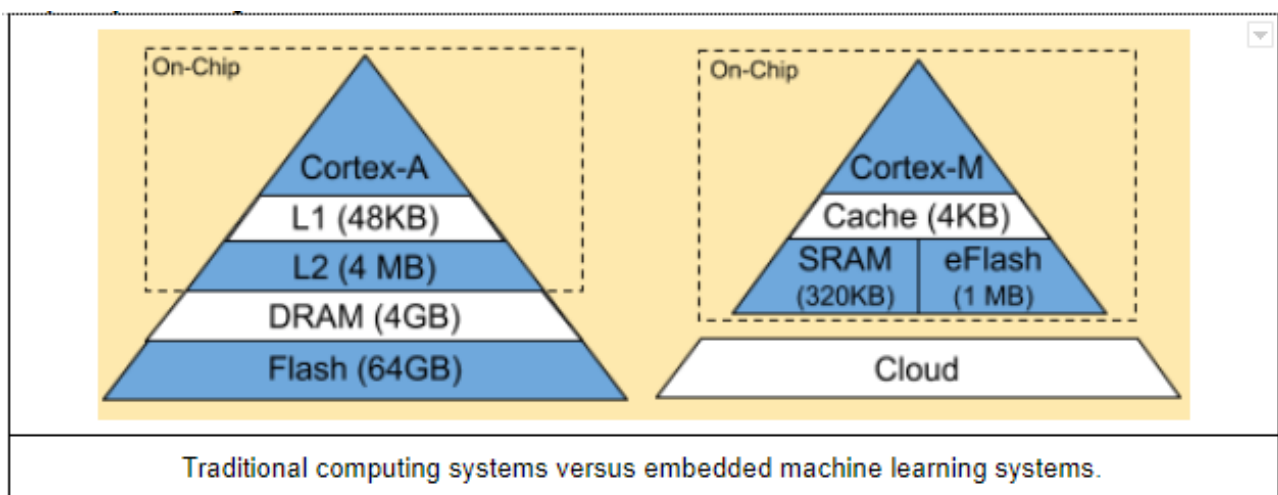 On-Chip
Cortex-A
L1 (48KB)
L2 (4 MB)
DRAM (4GB)
Flash (64GB)
On-Chip
Cortex-M
Cache (4KB)
SRAM
(320KB)
eFlash
(1 MB)
Cloud
Traditional computing systems versus embedded machine learning systems.